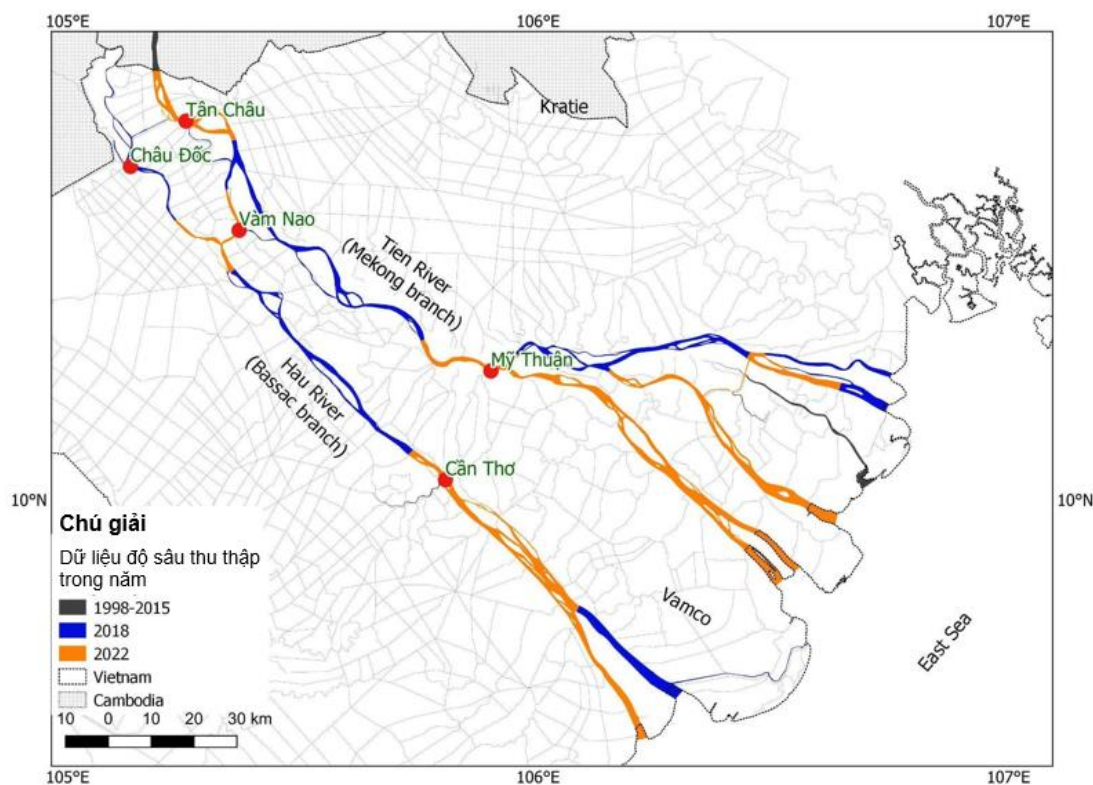 105°E
106°E
107°E
Kratie
Tân Châu
Châu Đốc
Vàm Nao
Tien River
(Mekong branch)
Mỹ Thuận
Hau River
(Bassac branch)
Cần Thơ
10°N
10°N
Chú giải
Dữ liệu độ sâu thu thập
trong năm
1998-2015
2018
2022
Vietnam
Cambodia
10 0 10 20 30 km
Vamco
East Sea
105°E
106°E
107°E